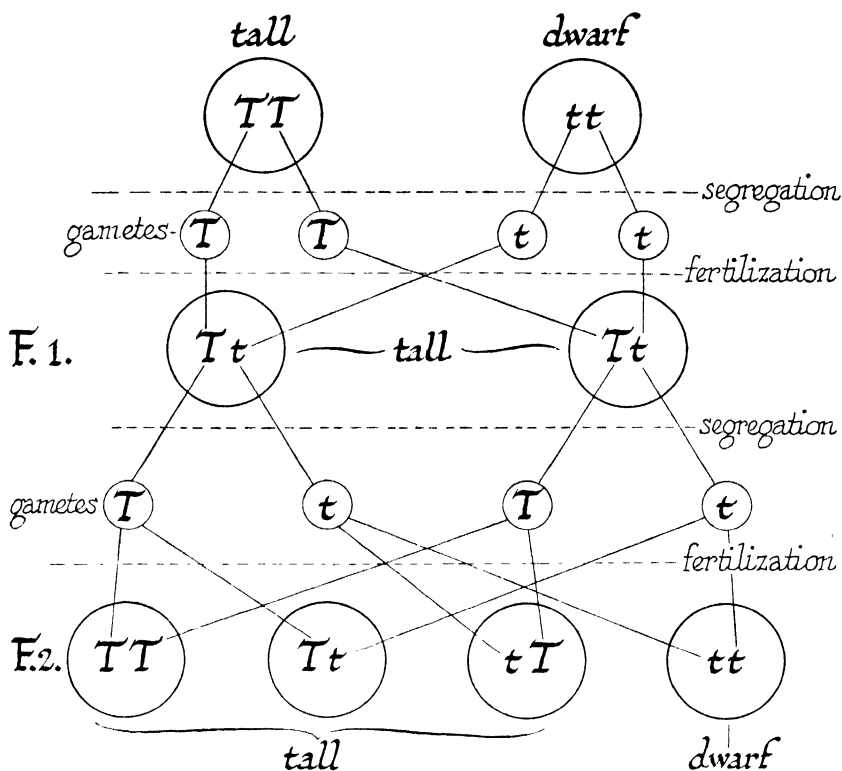 tall dwarf
TT tt
segregation
gametes T T t t
fertilization
F. 1. Tt tall Tt
segregation
gametes T t T t
fertilization
F.2. TT Tt tT tt
tall dwarf